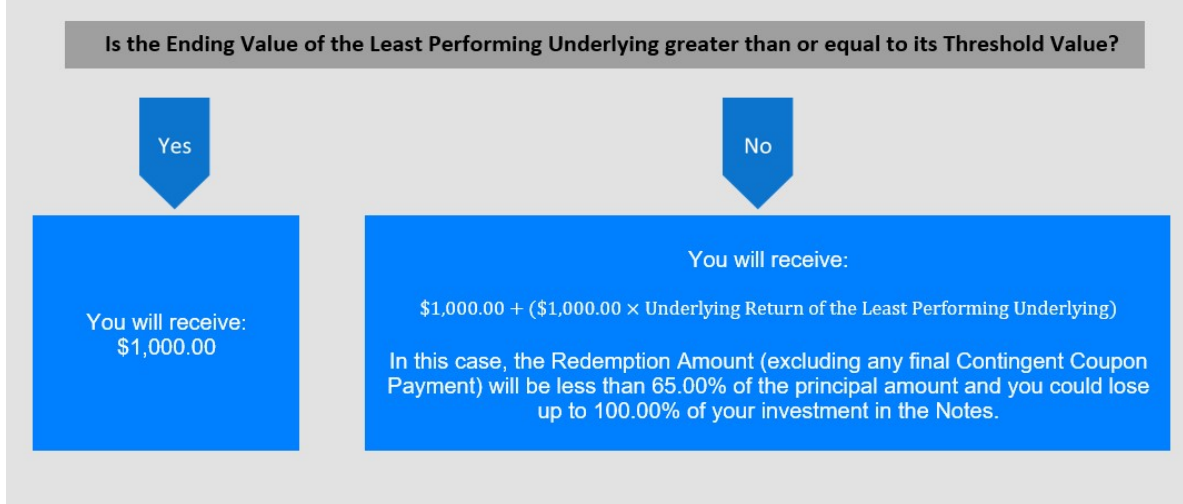 Is the Ending Value of the Least Performing Underlying greater than or equal to its Threshold Value?
Yes
No
You will receive:
$1,000.00
You will receive:
$1,000.00 + ($1,000.00 × Underlying Return of the Least Performing Underlying)
In this case, the Redemption Amount (excluding any final Contingent Coupon
Payment) will be less than 65.00% of the principal amount and you could lose
up to 100.00% of your investment in the Notes.